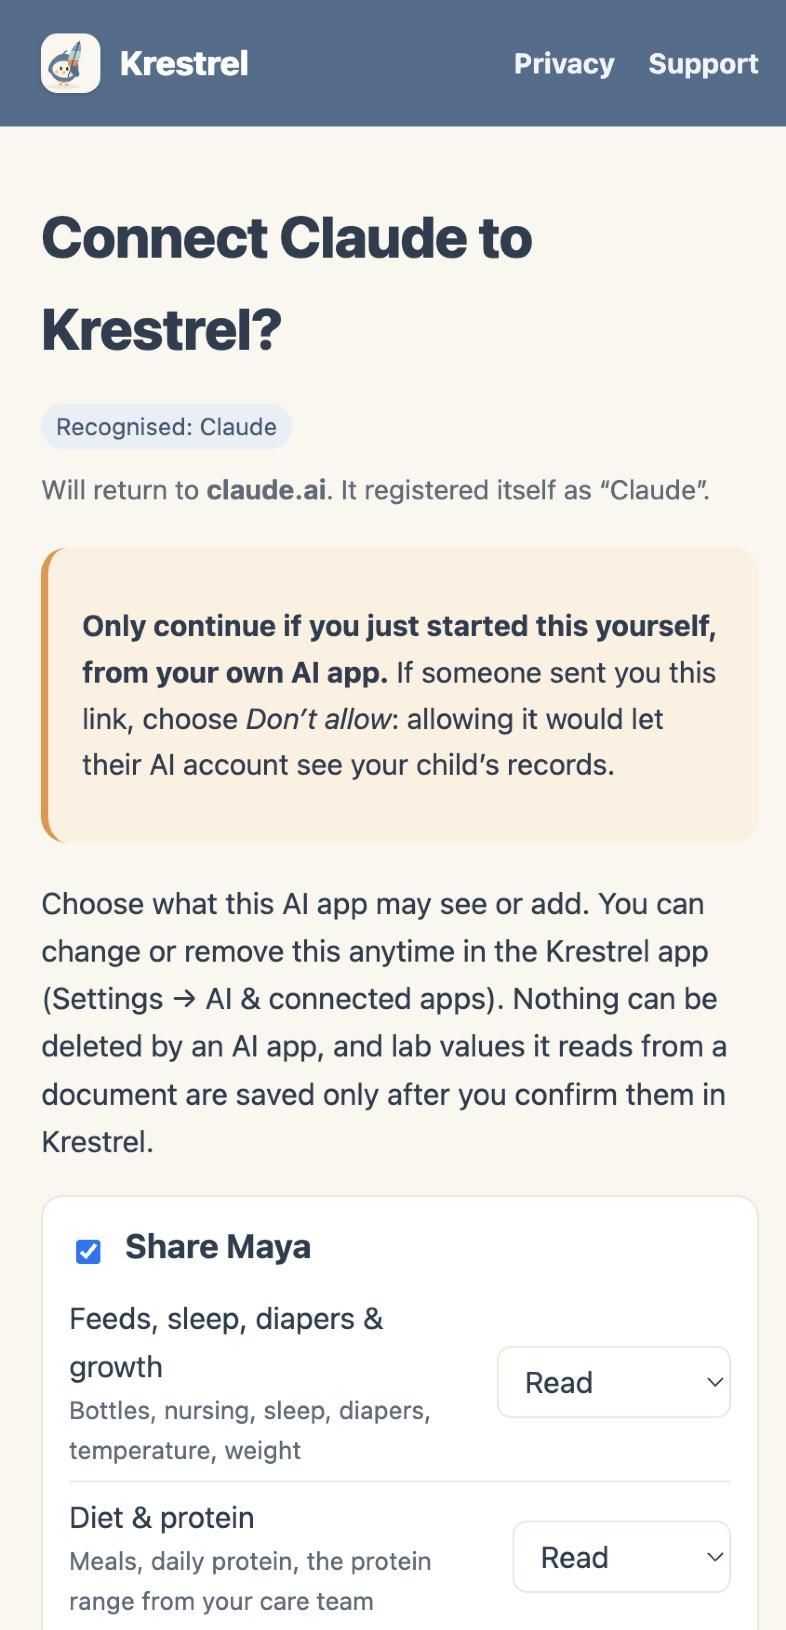 Krestrel
Privacy
Support
Connect Claude to
Krestrel?
Recognised: Claude
Will return to claude.ai. It registered itself as “Claude”.
Only continue if you just started this yourself,
from your own AI app. If someone sent you this
link, choose Don’t allow: allowing it would let
their AI account see your child’s records.
Choose what this AI app may see or add. You can
change or remove this anytime in the Krestrel app
(Settings → AI & connected apps). Nothing can be
deleted by an AI app, and lab values it reads from a
document are saved only after you confirm them in
Krestrel.
Share Maya
Feeds, sleep, diapers &
growth
Bottles, nursing, sleep, diapers,
temperature, weight
Read
Diet & protein
Meals, daily protein, the protein
range from your care team
Read